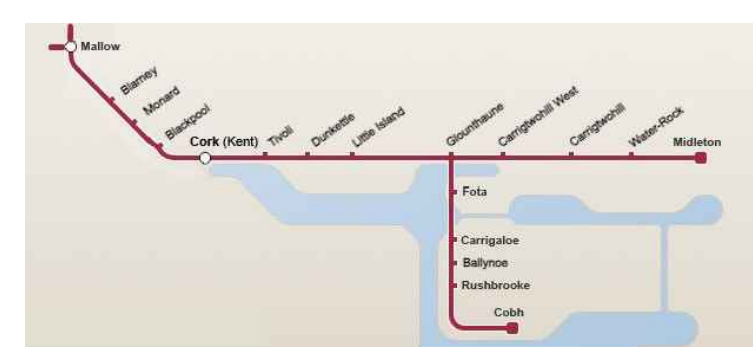 Mallow
Blarney
Monard
Blackpool
Cork (Kent)
Tivoli
Dunkettle
Little Island
Glounthaune
Carrigtwohill West
Carrigtwohill
Water-Rock
Midleton
Fota
Carrigaloe
Ballynoe
Rushbrooke
Cobh